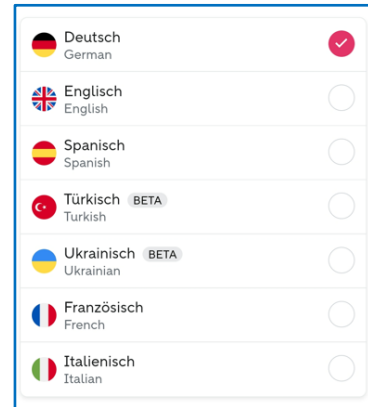 Deutsch
German
Englisch
English
Spanisch
Spanish
Türkisch BETA
Turkish
Ukrainisch BETA
Ukrainian
Französisch
French
Italienisch
Italian